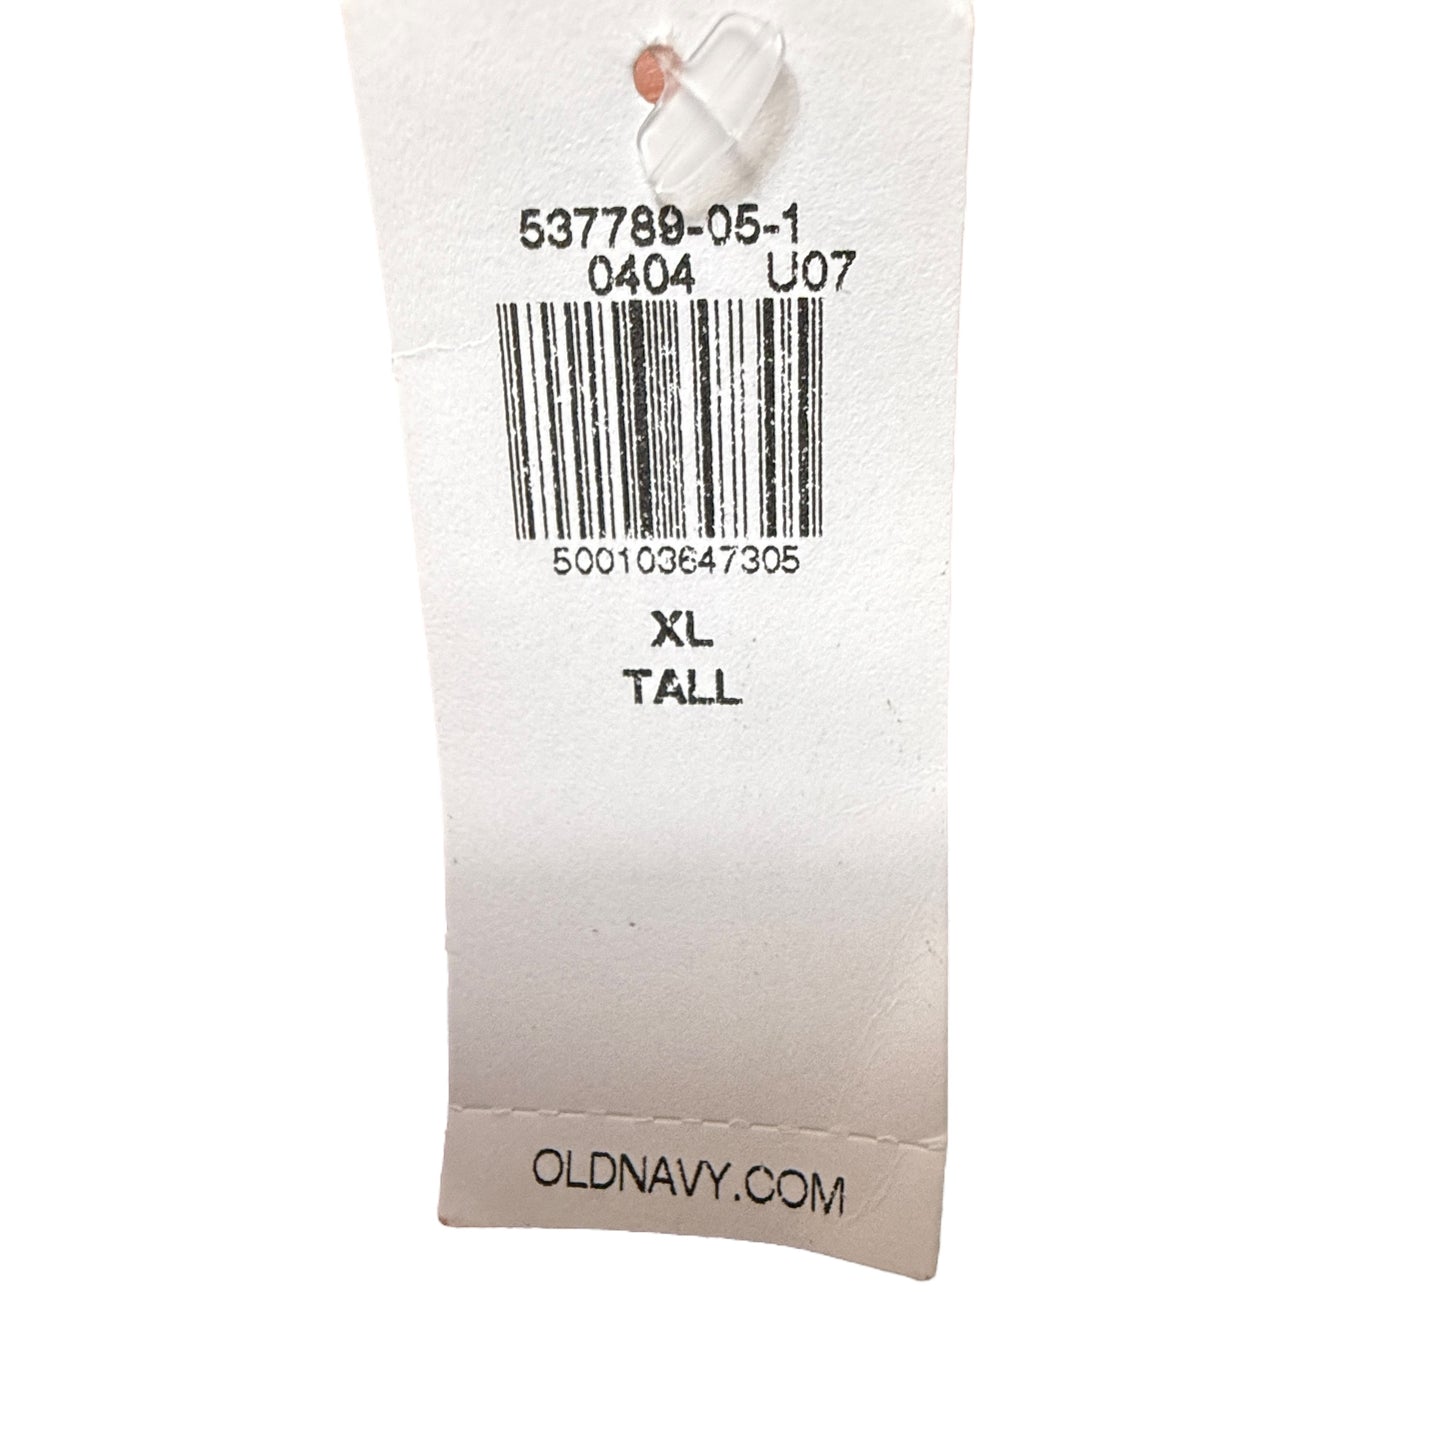 537789-05-1
0404 U07
500103647305
XL
TALL
OLDNAVY.COM